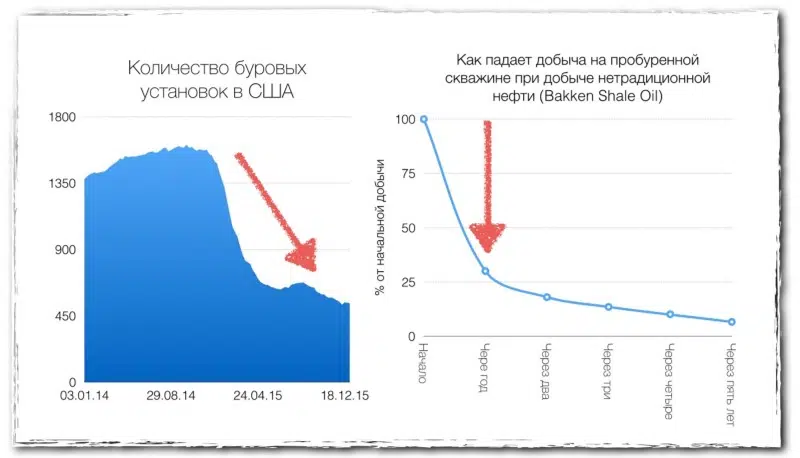 Количество буровых
установок в США
1800
1350
900
450
0
03.01.14 29.08.14 24.04.15 18.12.15
Как падает добыча на пробуренной
скважине при добыче нетрадиционной
нефти (Bakken Shale Oil)
% от начальной добычи
100
75
50
25
0
Начало
Чере год
Через два
Через три
Через четыре
Через пять лет